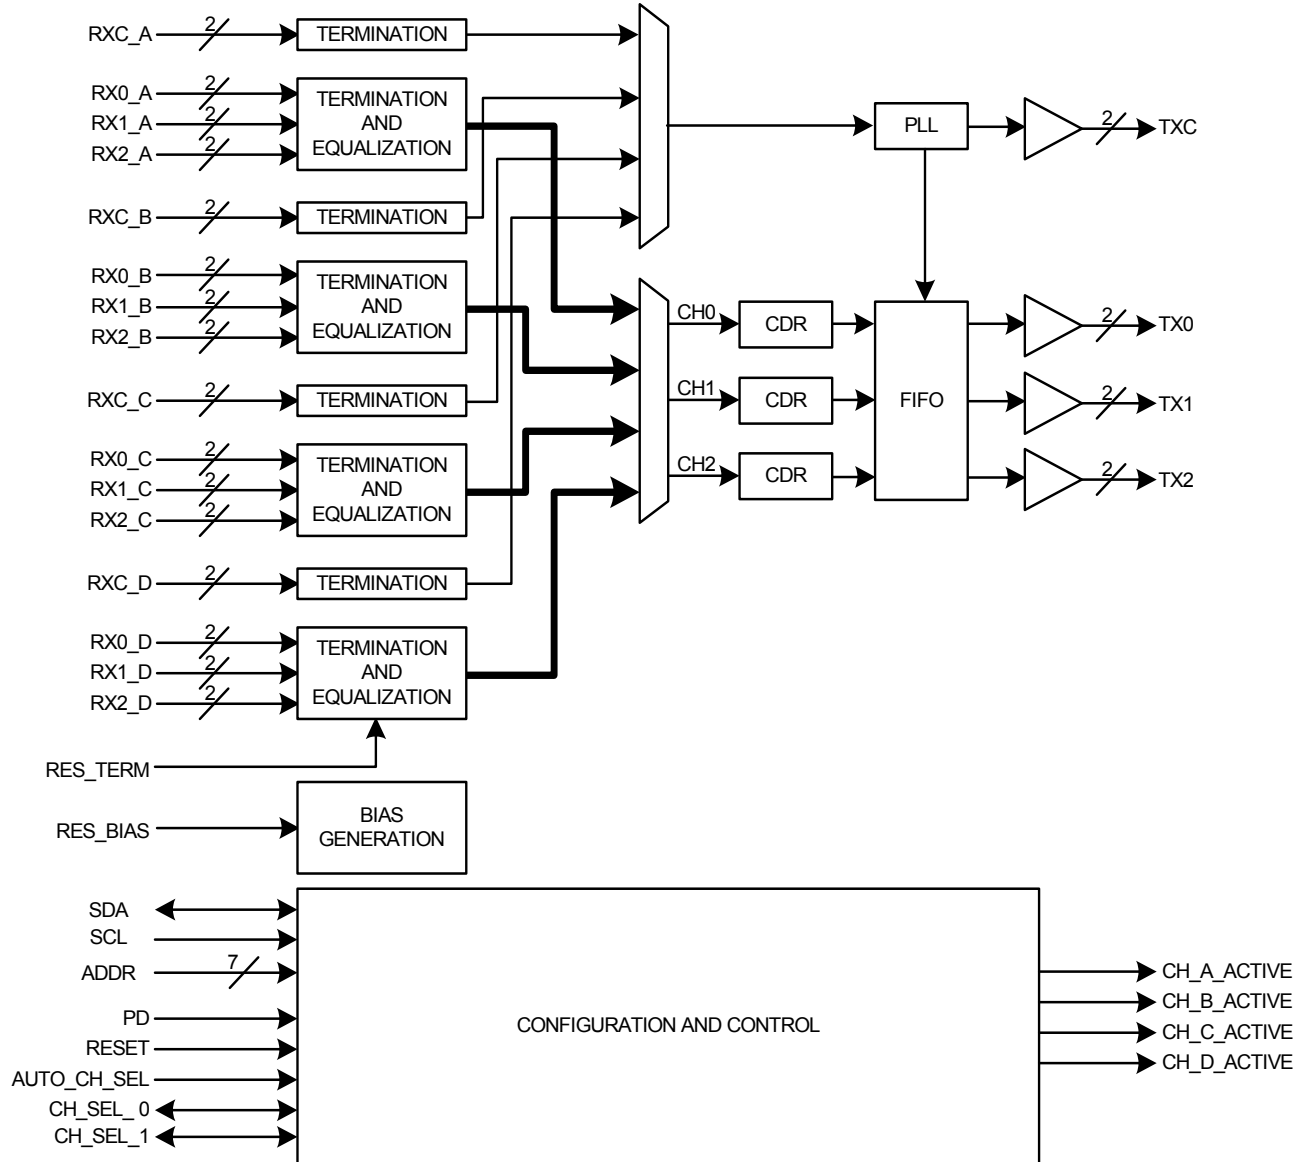 RXC_A
2
TERMINATION
RX0_A
2
RX1_A
2
RX2_A
2
TERMINATION
AND
EQUALIZATION
PLL
2
TXC
RXC_B
2
TERMINATION
RX0_B
2
RX1_B
2
RX2_B
2
TERMINATION
AND
EQUALIZATION
CH0
CDR
2
TX0
RXC_C
2
TERMINATION
CH1
CDR
FIFO
2
TX1
RX0_C
2
RX1_C
2
RX2_C
2
TERMINATION
AND
EQUALIZATION
CH2
CDR
2
TX2
RXC_D
2
TERMINATION
RX0_D
2
RX1_D
2
RX2_D
2
TERMINATION
AND
EQUALIZATION
RES_TERM
RES_BIAS
BIAS
GENERATION
SDA
SCL
ADDR
7
PD
RESET
AUTO_CH_SEL
CH_SEL_ 0
CH_SEL_1
CONFIGURATION AND CONTROL
CH_A_ACTIVE
CH_B_ACTIVE
CH_C_ACTIVE
CH_D_ACTIVE